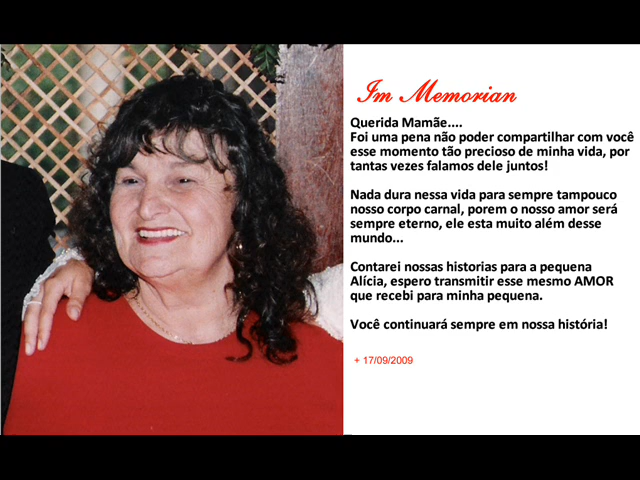 Im Memorian
Querida Mamãe....
Foi uma pena não poder compartilhar com você
esse momento tão precioso de minha vida, por
tantas vezes falamos dele juntos!
Nada dura nessa vida para sempre tampouco
nosso corpo carnal, porem o nosso amor será
sempre eterno, ele esta muito além desse
mundo...
Contarei nossas historias para a pequena
Alícia, espero transmitir esse mesmo AMOR
que recebi para minha pequena.
Você continuará sempre em nossa história!
+ 17/09/2009